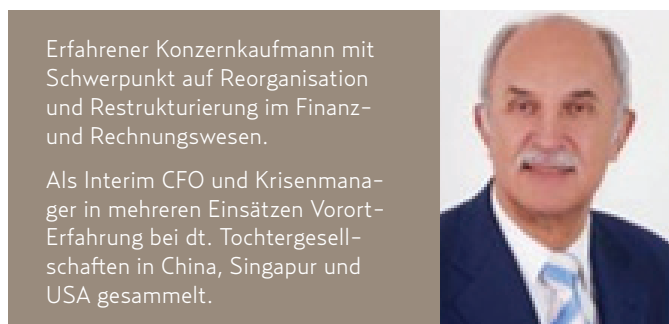 Erfahrener Konzernkaufmann mit
Schwerpunkt auf Reorganisation
und Restrukturierung im Finanz-
und Rechnungswesen.
Als Interim CFO und Krisenmana-
ger in mehreren Einsätzen Vorort-
Erfahrung bei dt. Tochtergesell-
schaften in China, Singapur und
USA gesammelt.